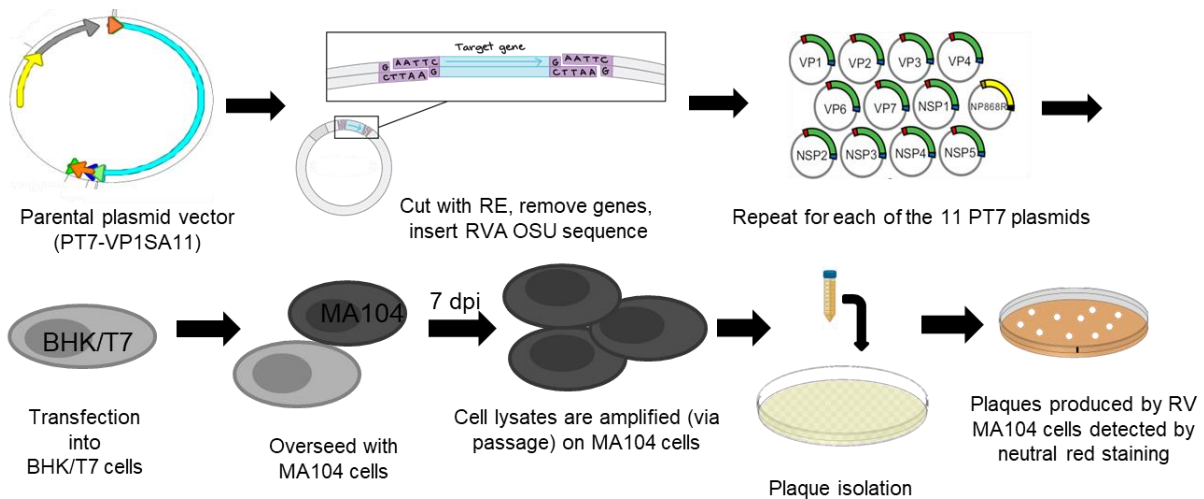 Target gene
G AATTC
CTTAA G
G AATTC
CTTAA G
VP1
VP2
VP3
VP4
VP6
VP7
NSP1
NP868R
NSP2
NSP3
NSP4
NSP5
Parental plasmid vector
(PT7-VP1SA11)
Cut with RE, remove genes,
insert RVA OSU sequence
Repeat for each of the 11 PT7 plasmids
BHK/T7
MA104
7 dpi
Transfection
into
BHK/T7 cells
Overseed with
MA104 cells
Cell lysates are amplified (via
passage) on MA104 cells
Plaque isolation
Plaques produced by RV
MA104 cells detected by
neutral red staining